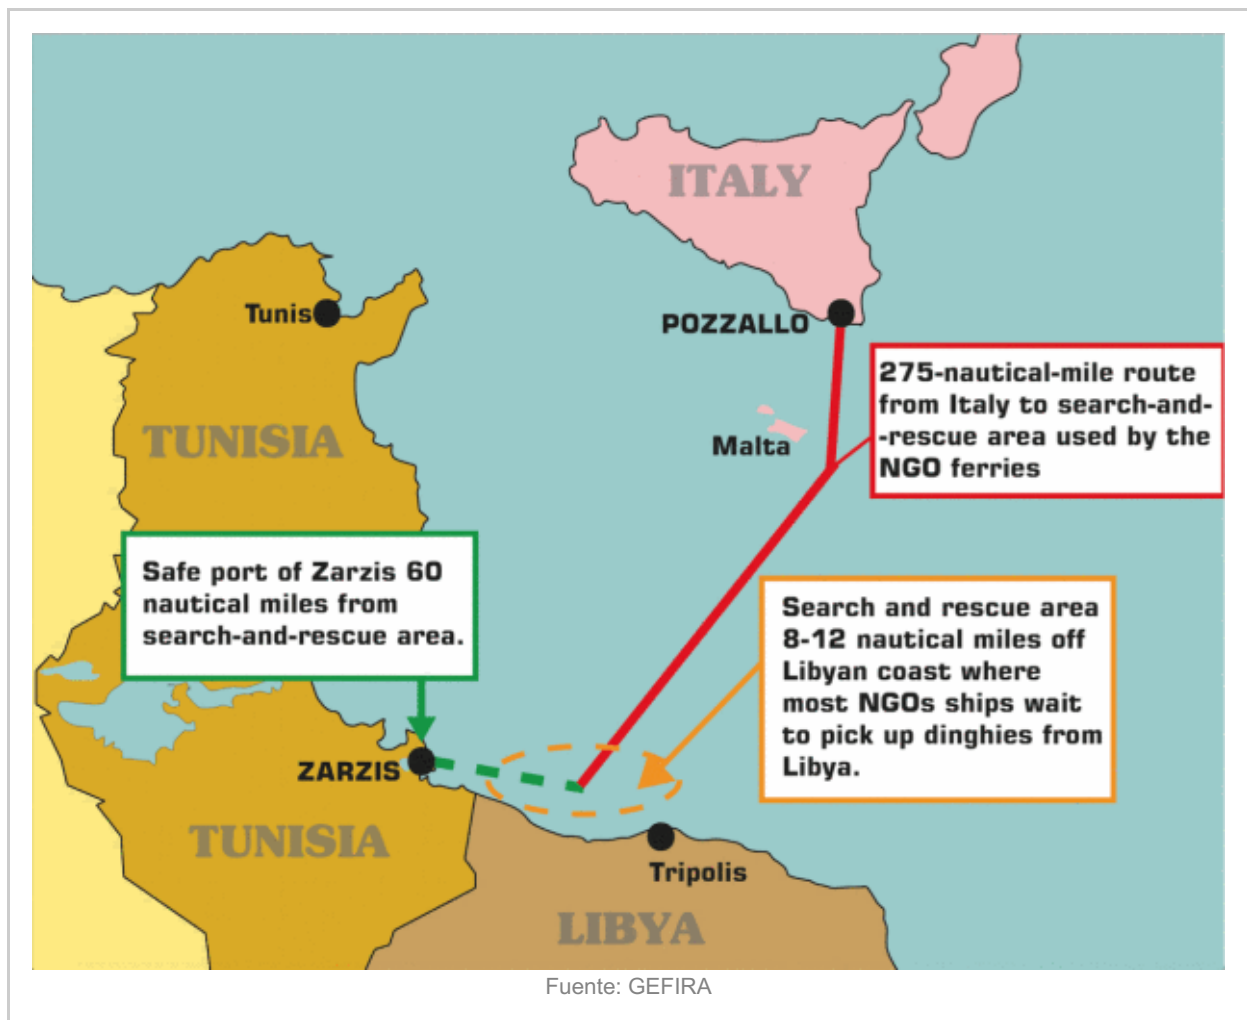 ITALY
Tunis
POZZALLO
275-nautical-mile route
from Italy to search-and-
-rescue area used by the
NGO ferries
TUNISIA
Malta
Safe port of Zarzis 60
nautical miles from
search-and-rescue area.
Search and rescue area
8-12 nautical miles off
Libyan coast where
most NGOs ships wait
to pick up dinghies from
Libya.
ZARZIS
TUNISIA
Tripolis
LIBYA
Fuente: GEFIRA